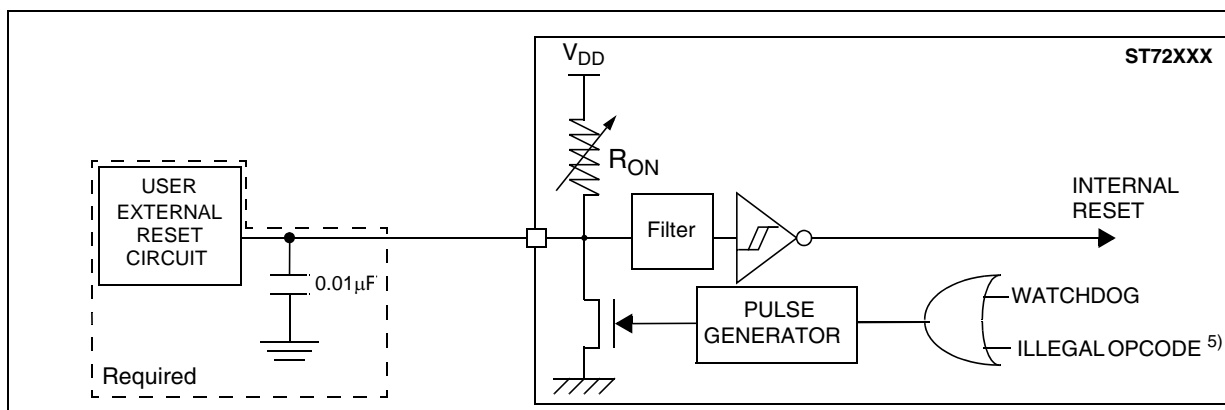 ST72XXX
VDD
RON
USER
EXTERNAL
RESET
CIRCUIT
0.01μF
Required
Filter
INTERNAL
RESET
PULSE
GENERATOR
WATCHDOG
ILLEGAL OPCODE 5)